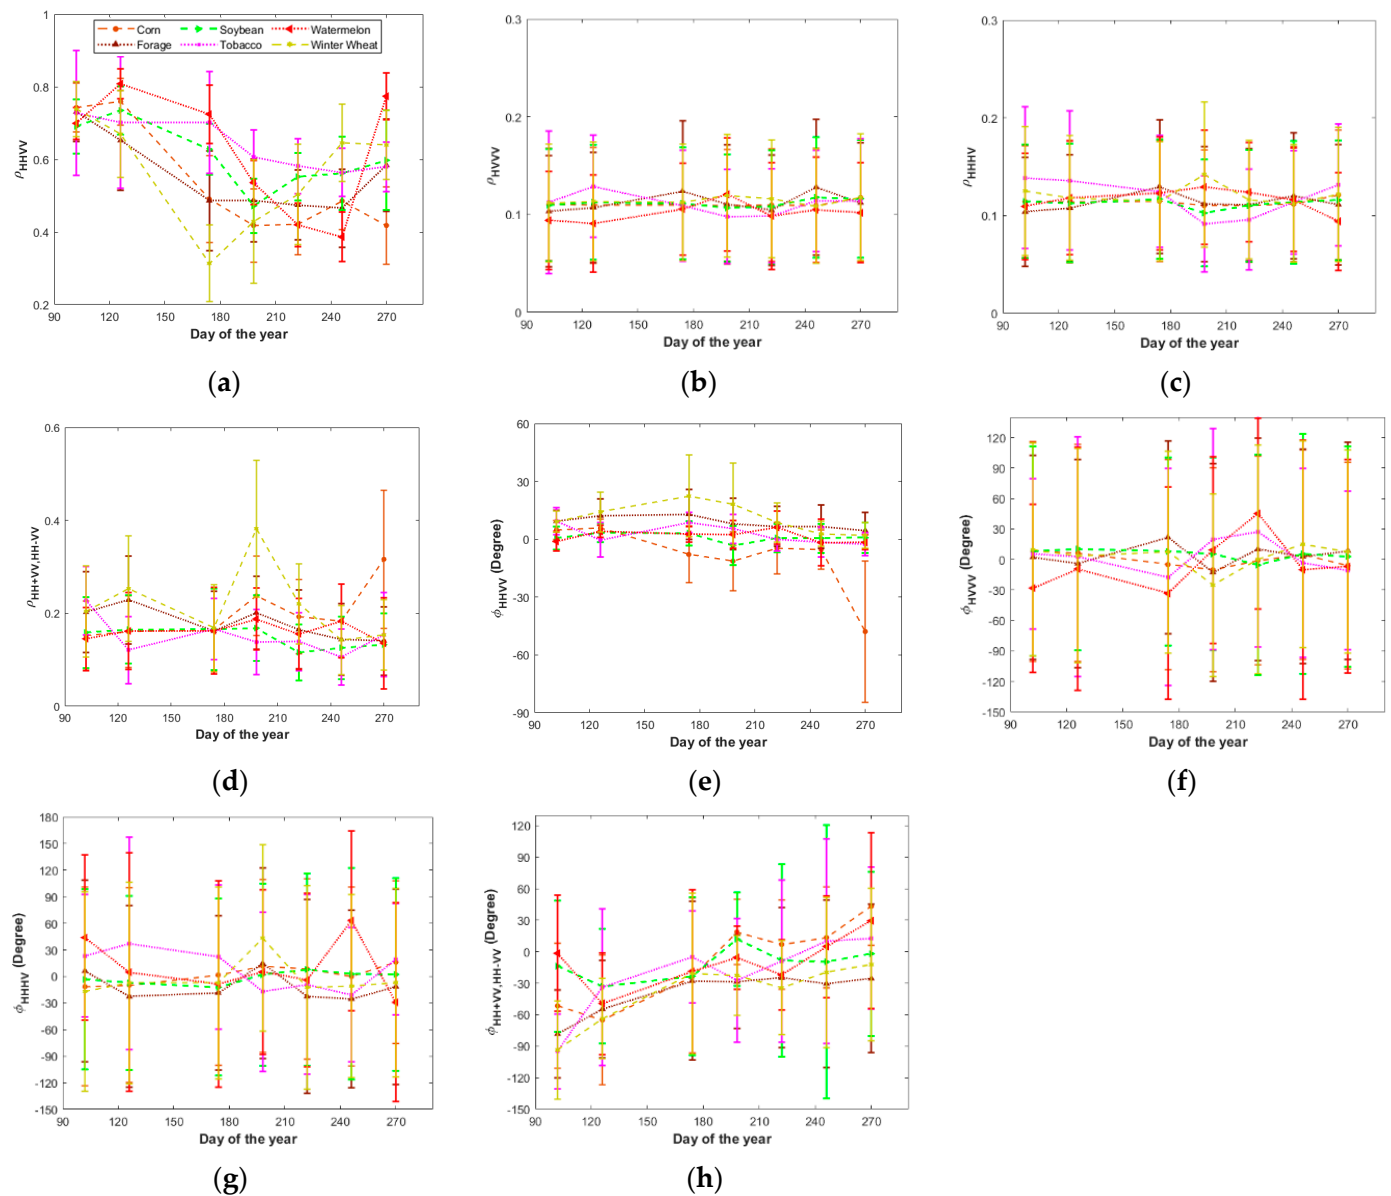 1
0.8
0.6
0.4
0.2
ρHHVV
90 120 150 180 210 240 270
Day of the year
Corn Soybean Watermelon
Forage Tobacco Winter Wheat
(a)
0.3
0.2
0.1
0
ρHVVV
90 120 150 180 210 240 270
Day of the year
(b)
0.3
0.2
0.1
0
ρHHHV
90 120 150 180 210 240 270
Day of the year
(c)
0.6
0.4
0.2
0
ρHH+VV,HH-VV
90 120 150 180 210 240 270
Day of the year
(d)
60
30
0
-30
-60
-90
ϕHHVV (Degree)
90 120 150 180 210 240 270
Day of the year
(e)
120
90
60
30
0
-30
-60
-90
-120
-150
ϕHVVV (Degree)
90 120 150 180 210 240 270
Day of the year
(f)
180
150
120
90
60
30
0
-30
-60
-90
-120
-150
ϕHHHV (Degree)
90 120 150 180 210 240 270
Day of the year
(g)
120
90
60
30
0
-30
-60
-90
-120
-150
ϕHH+VV,HH-VV (Degree)
90 120 150 180 210 240 270
Day of the year
(h)